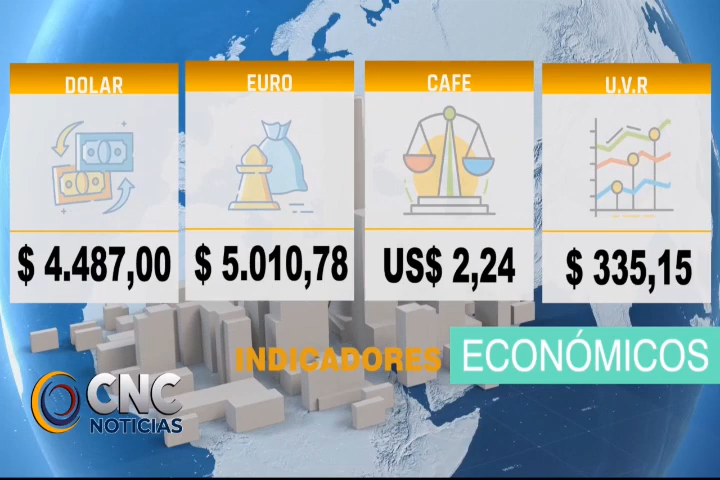 DOLAR
$ 4.487,00
EURO
$ 5.010,78
CAFE
US$ 2,24
U.V.R
$ 335,15
INDICADORES ECONÓMICOS
CNC
NOTICIAS